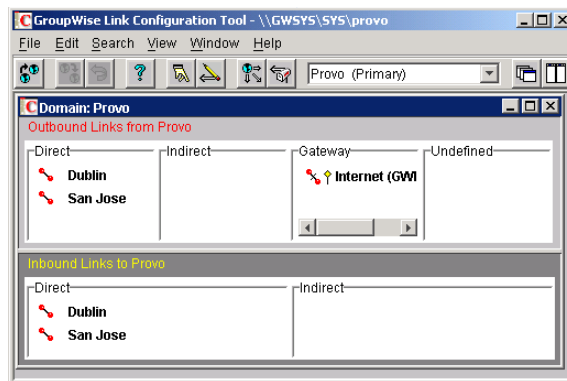 GroupWise Link Configuration Tool - \\GWSYS\SYS\provo
File Edit Search View Window Help
Provo (Primary)
Domain: Provo
Outbound Links from Provo
Direct Indirect Gateway Undefined
Dublin Internet (GWI
San Jose
Inbound Links to Provo
Direct Indirect
Dublin
San Jose